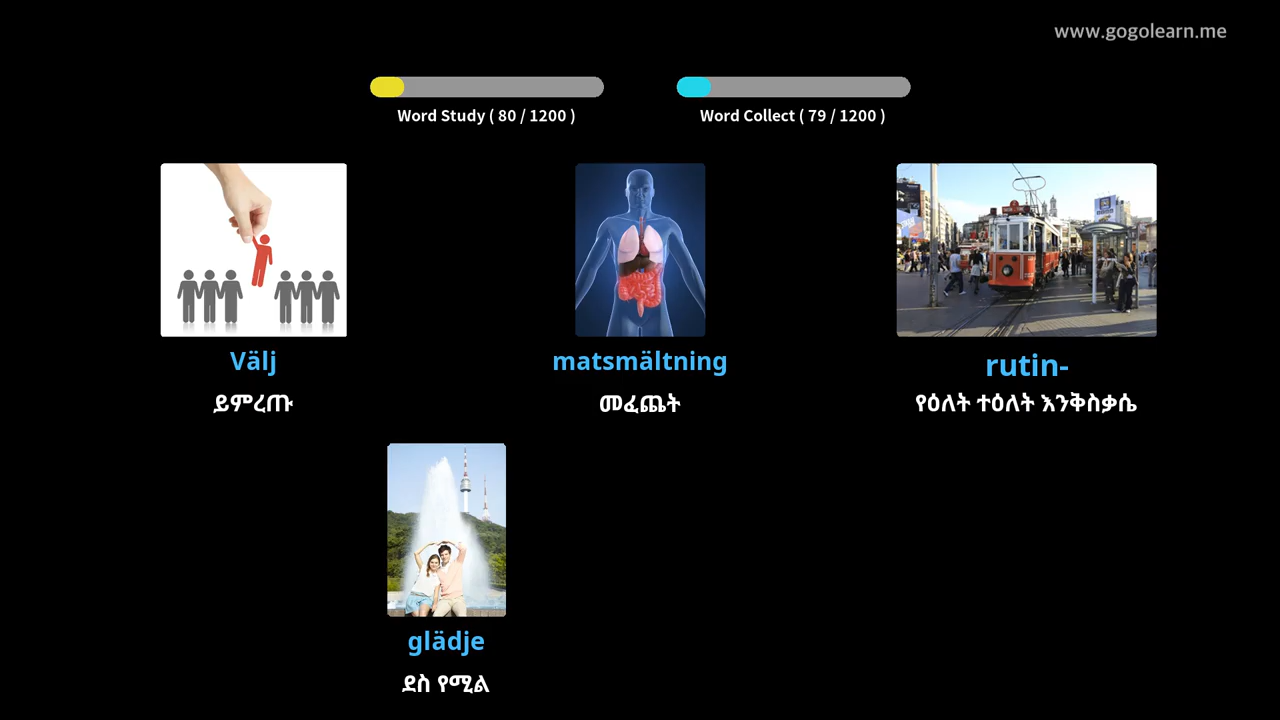 www.gogolearn.me
Word Study ( 80 / 1200 )
Word Collect ( 79 / 1200 )
Välj
matsmältning
rutin-
ይምረጡ
መፈጨት
የዕለት ተዕለት እንቅስቃሴ
glädje
ደስ የሚል